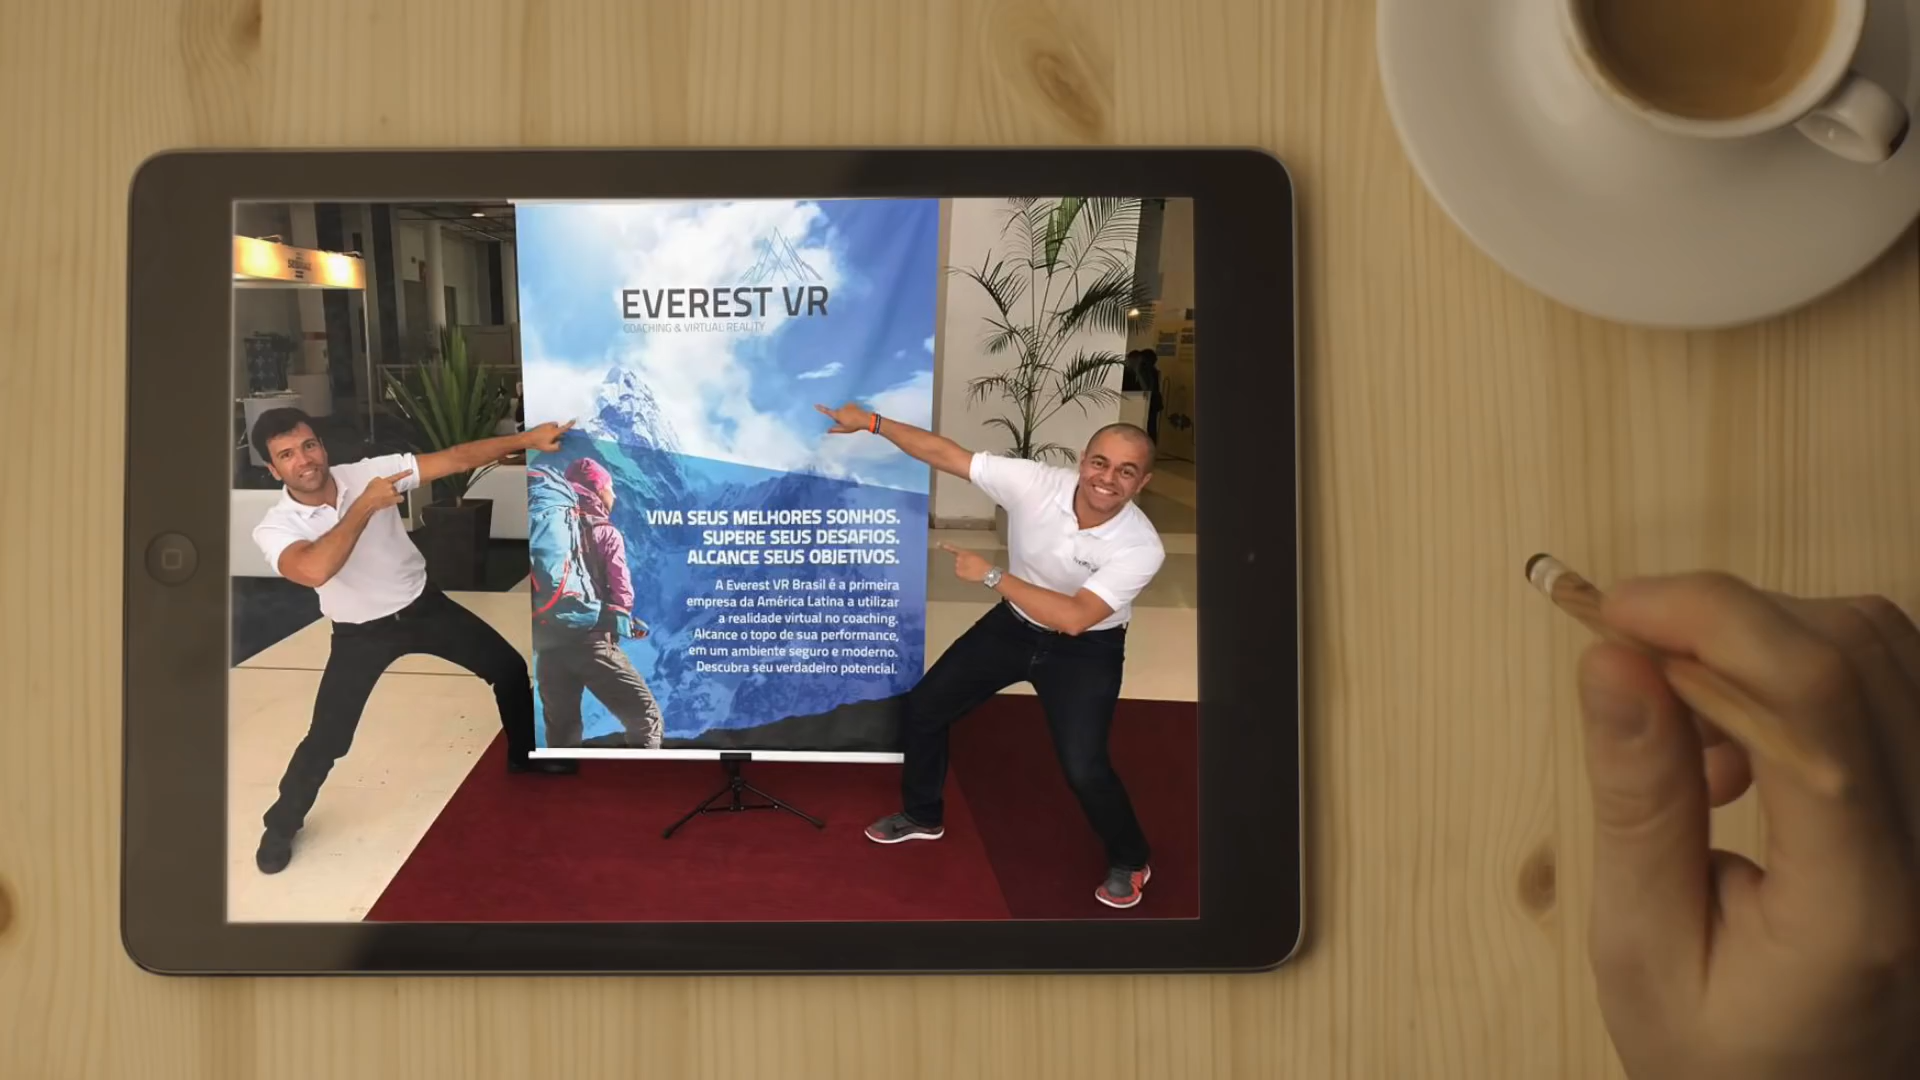 EVEREST VR
COACHING & VIRTUAL REALITY
VIVA SEUS MELHORES SONHOS.
SUPERE SEUS DESAFIOS.
ALCANCE SEUS OBJETIVOS.
A Everest VR Brasil é a primeira
empresa da América Latina a utilizar
a realidade virtual no coaching.
Alcance o topo de sua performance,
em um ambiente seguro e moderno.
Descubra seu verdadeiro potencial.